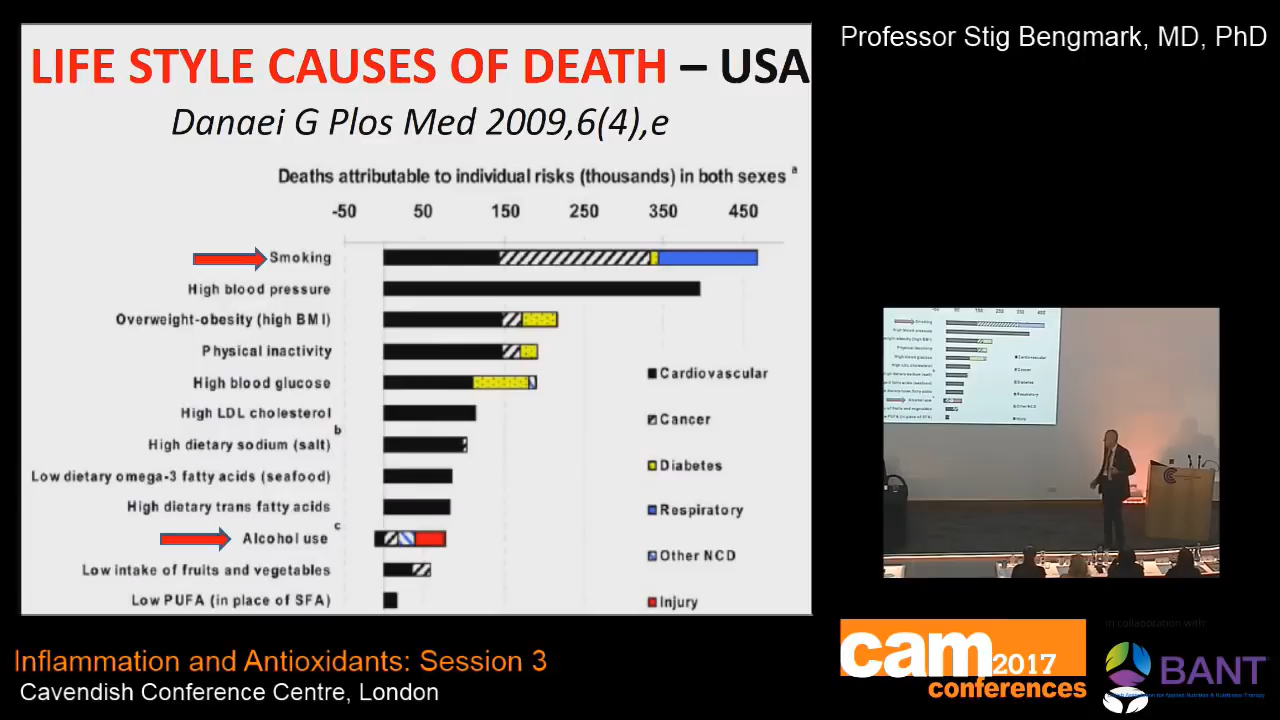 LIFE STYLE CAUSES OF DEATH – USA
Danaei G Plos Med 2009,6(4),e
Deaths attributable to individual risks (thousands) in both sexes a
-50 50 150 250 350 450
Smoking
High blood pressure
Overweight-obesity (high BMI)
Physical inactivity
High blood glucose
High LDL cholesterol
High dietary sodium (salt) b
Low dietary omega-3 fatty acids (seafood)
High dietary trans fatty acids
Alcohol use c
Low intake of fruits and vegetables
Low PUFA (in place of SFA)
Cardiovascular
Cancer
Diabetes
Respiratory
Other NCD
Injury
Professor Stig Bengmark, MD, PhD
Inflammation and Antioxidants: Session 3
Cavendish Conference Centre, London
cam 2017
conferences
In collaboration with:
BANT